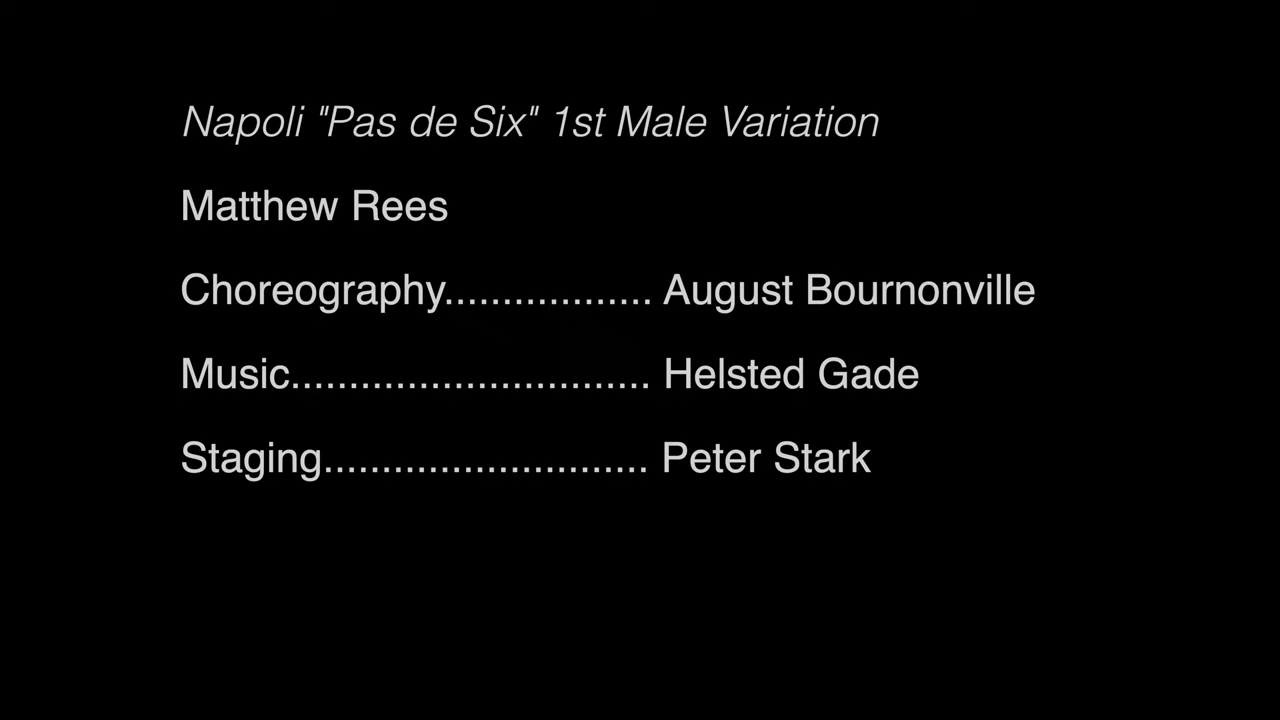 Napoli "Pas de Six" 1st Male Variation
Matthew Rees
Choreography.................. August Bournonville
Music............................... Helsted Gade
Staging............................ Peter Stark